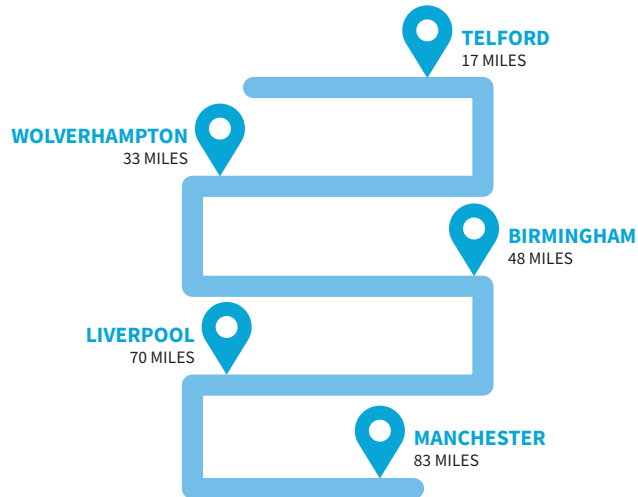 TELFORD
17 MILES
WOLVERHAMPTON
33 MILES
BIRMINGHAM
48 MILES
LIVERPOOL
70 MILES
MANCHESTER
83 MILES